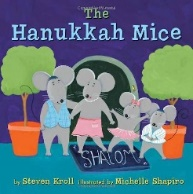 The
Hanukkah Mice
SHALOM
by Steven Kroll illustrated by Michelle Shapiro